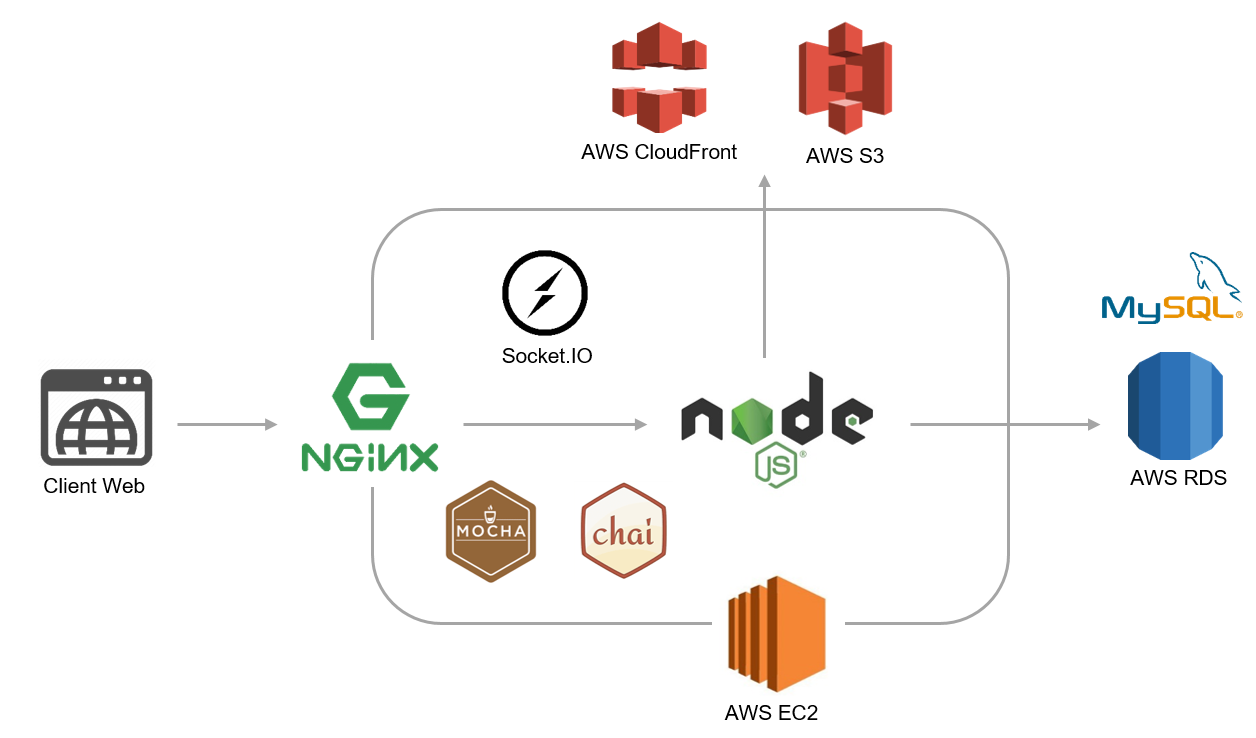 AWS CloudFront
AWS S3
Socket.IO
MySQL®
Client Web
NGiNX
node
JS®
AWS RDS
MOCHA
chai
AWS EC2